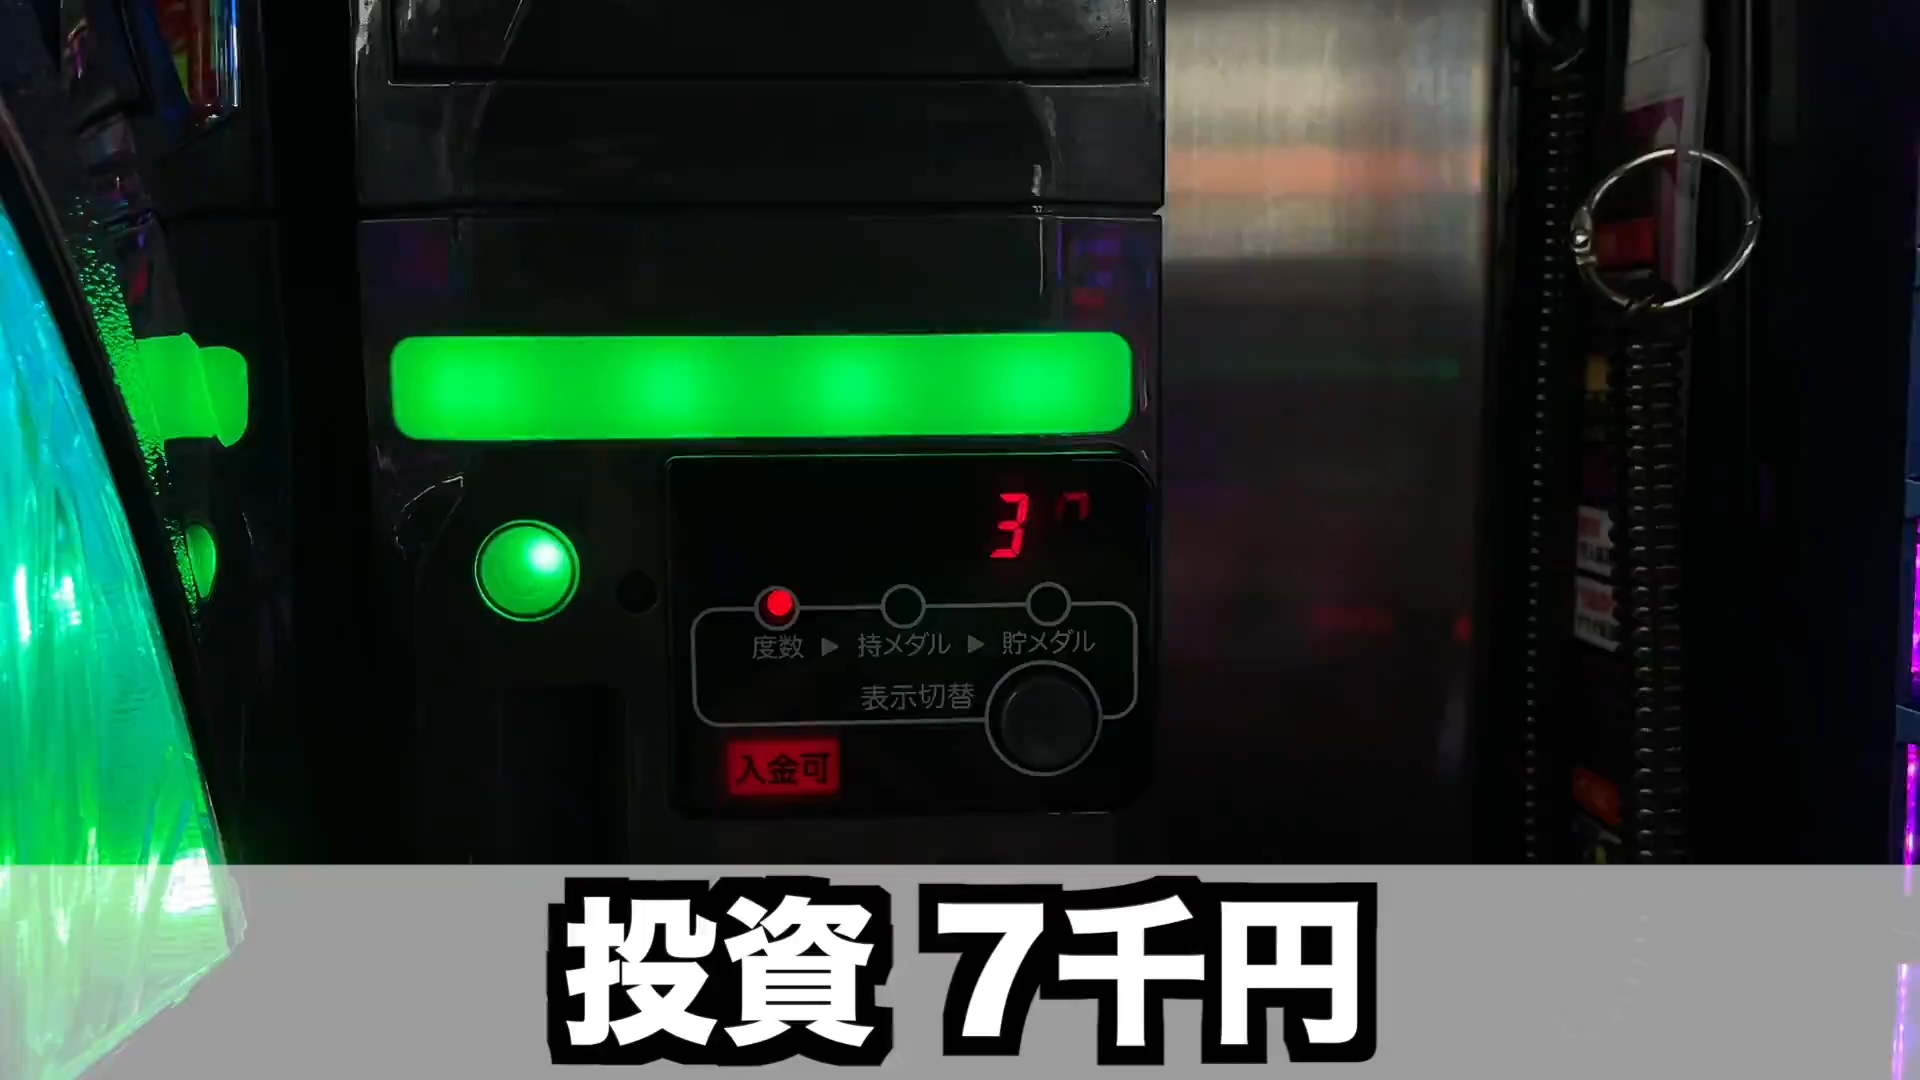 3
度数 ▶ 持メダル ▶ 貯メダル
表示切替
入金可
投資 7千円